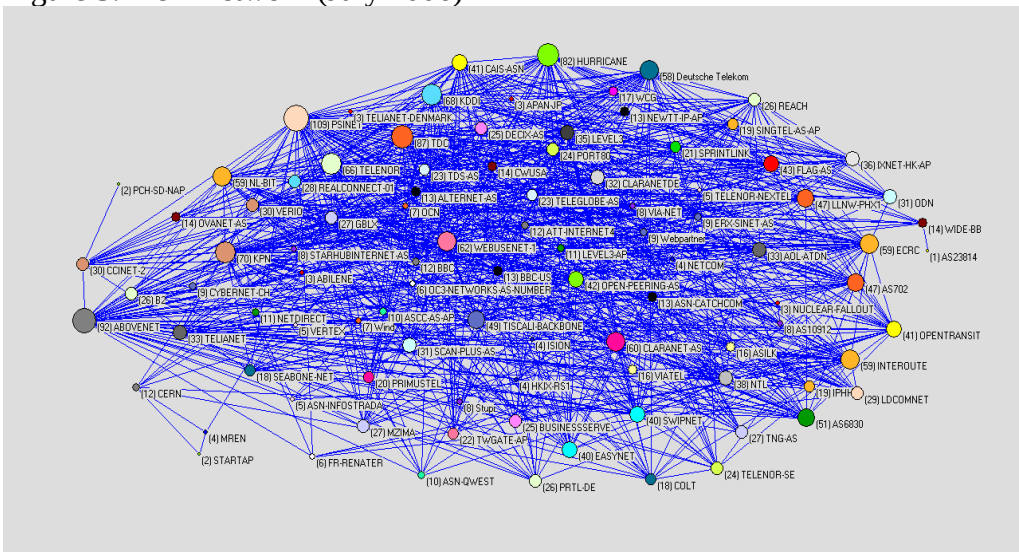 (82) HURRICANE
(41) CAIS-ASN
(58) Deutsche Telekom
(68) KDDI
(17) WCG
(3) APAN-JP
(26) REACH
(3) TELIANET-DENMARK
(13) NEWTT-IP-AP
(109) PSINET
(19) SINGTEL-AS-AP
(25) DECIX-AS
(35) LEVEL3
(87) TDC
(21) SPRINTLINK
(24) PORT80
(36) IXNET-HK-AP
(66) TELENOR
(43) FLAG-AS
(23) TDS-AS
(14) CWUSA
(59) NL-BIT
(32) CLARANETDE
(28) REALCONNECT-01
(2) PCH-SD-NAP
(13) ALTERNET-AS
(5) TELENOR-NEXTEL
(23) TELEGLOBE-AS
(47) LLNW-PHX1
(31) ODN
(30) VERIO
(7) OCN
(8) VIA-NET
(14) OVANET-AS
(27) GBLX
(9) ERX-SINET-AS
(12) ATT-INTERNET4
(14) WIDE-BB
(9) Webpartner
(62) WEBUSENET-1
(59) ECRC
(70) KPN
(8) STARHUBINTERNET-AS
(11) LEVEL3-AP
(33) AOL-ATDN
(1) AS23814
(12) BBC
(4) NETCOM
(30) CCINET-2
(13) BBC-US
(3) ABILENE
(42) OPEN-PEERING-AS
(6) OC3-NETWORKS-AS-NUMBER
(47) AS702
(9) CYBERNET-CH
(26) B2
(13) ASN-CATCHCOM
(3) NUCLEAR-FALLOUT
(11) NETDIRECT
(10) ASCC-AS-AP
(92) ABOVENET
(5) VERTEX
(7) Wind
(49) TISCALI-BACKBONE
(8) AS10912
(33) TELIANET
(41) OPENTRANSIT
(31) SCAN-PLUS-AS
(4) ISION
(60) CLARANET-AS
(16) ASILK
(59) INTEROUTE
(18) SEABONE-NET
(16) VIATEL
(20) PRIMUSTEL
(38) NTL
(12) CERN
(4) HKIX-RS1
(19) IPHH
(29) LDCOMNET
(5) ASN-INFOSTRADA
(8) Stupi
(40) SWIPNET
(51) AS6830
(25) BUSINESSSERVE
(27) MZIMA
(22) TWGATE-AP
(27) TNG-AS
(4) MREN
(40) EASYNET
(2) STARTAP
(6) FR-RENATER
(24) TELENOR-SE
(10) ASN-QWEST
(26) PRTL-DE
(18) COLT